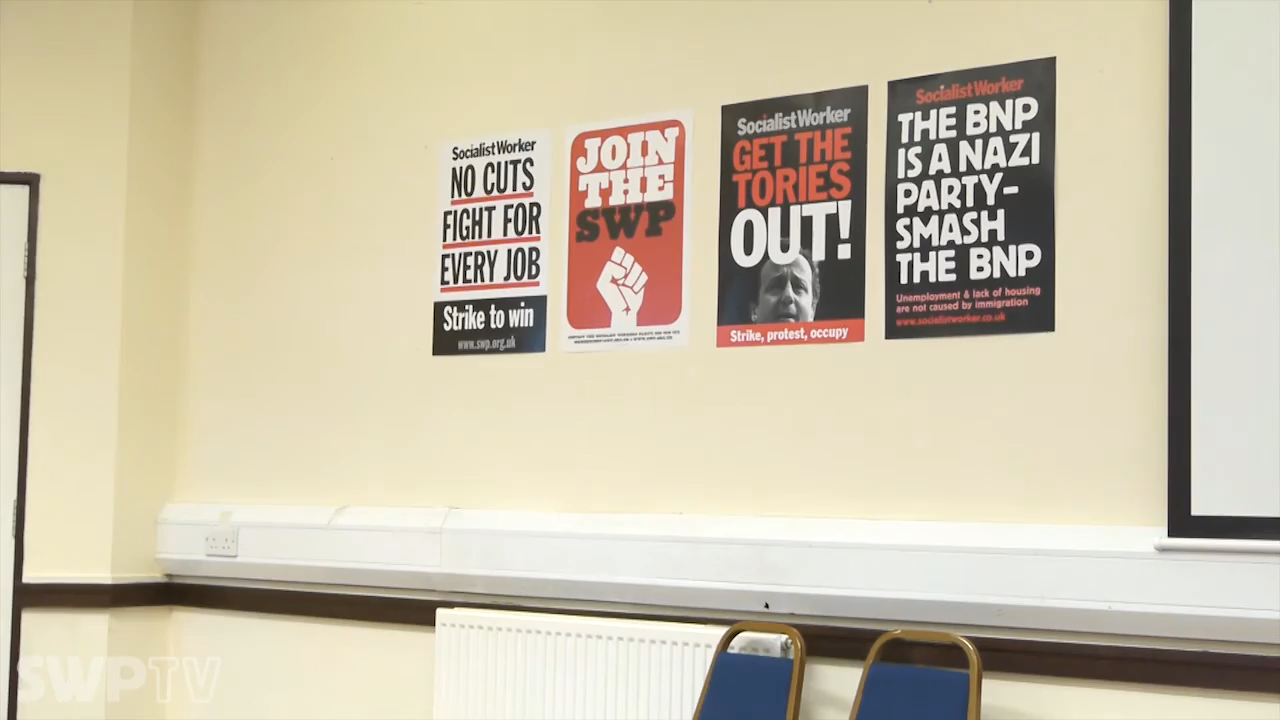 Socialist Worker
NO CUTS
FIGHT FOR
EVERY JOB
Strike to win
www.swp.org.uk
JOIN
THE
SWP
Socialist Worker
GET THE
TORIES
OUT!
Strike, protest, occupy
Socialist Worker
THE BNP
IS A NAZI
PARTY-
SMASH
THE BNP
Unemployment & lack of housing
are not caused by immigration
www.socialistworker.co.uk
SWPTV